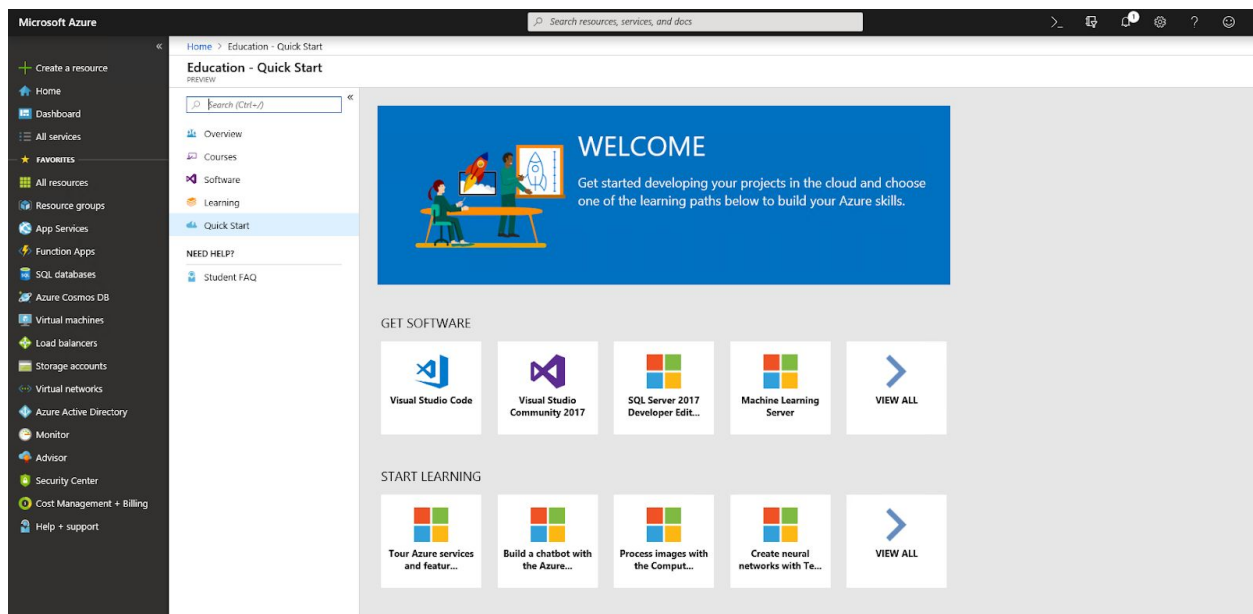 Microsoft Azure
Search resources, services, and docs
1
Create a resource
Home
Dashboard
All services
FAVORITES
All resources
Resource groups
App Services
Function Apps
SQL databases
Azure Cosmos DB
Virtual machines
Load balancers
Storage accounts
Virtual networks
Azure Active Directory
Monitor
Advisor
Security Center
Cost Management + Billing
Help + support
Home > Education - Quick Start
Education - Quick Start
PREVIEW
Search (Ctrl+/)
Overview
Courses
Software
Learning
Quick Start
NEED HELP?
Student FAQ
WELCOME
Get started developing your projects in the cloud and choose
one of the learning paths below to build your Azure skills.
GET SOFTWARE
Visual Studio Code
Visual Studio
Community 2017
SQL Server 2017
Developer Edit...
Machine Learning
Server
VIEW ALL
START LEARNING
Tour Azure services
and featur...
Build a chatbot with
the Azure...
Process images with
the Comput...
Create neural
networks with Te...
VIEW ALL